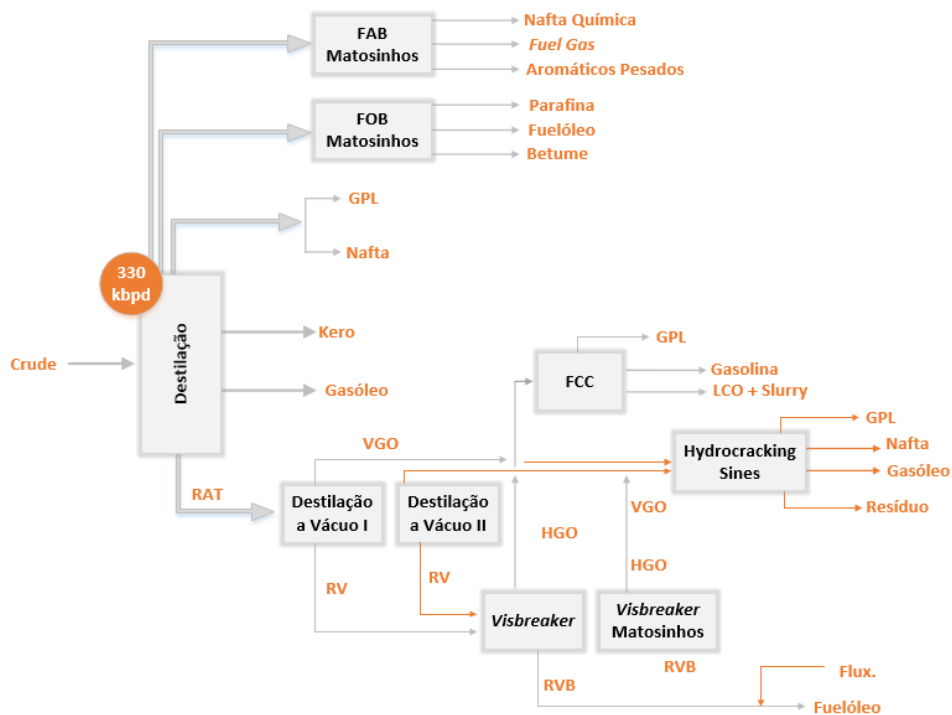 FAB
Matosinhos
Nafta Química
Fuel Gas
Aromáticos Pesados
FOB
Matosinhos
Parafina
Fuelóleo
Betume
GPL
Nafta
330
kbpd
Destilação
Crude
Kero
Gasóleo
RAT
GPL
FCC
Gasolina
LCO + Slurry
VGO
Hydrocracking
Sines
GPL
Nafta
Gasóleo
Resíduo
Destilação
a Vácuo I
Destilação
a Vácuo II
VGO
HGO
HGO
RV
RV
Visbreaker
Visbreaker
Matosinhos
RVB
RVB
Flux.
Fuelóleo